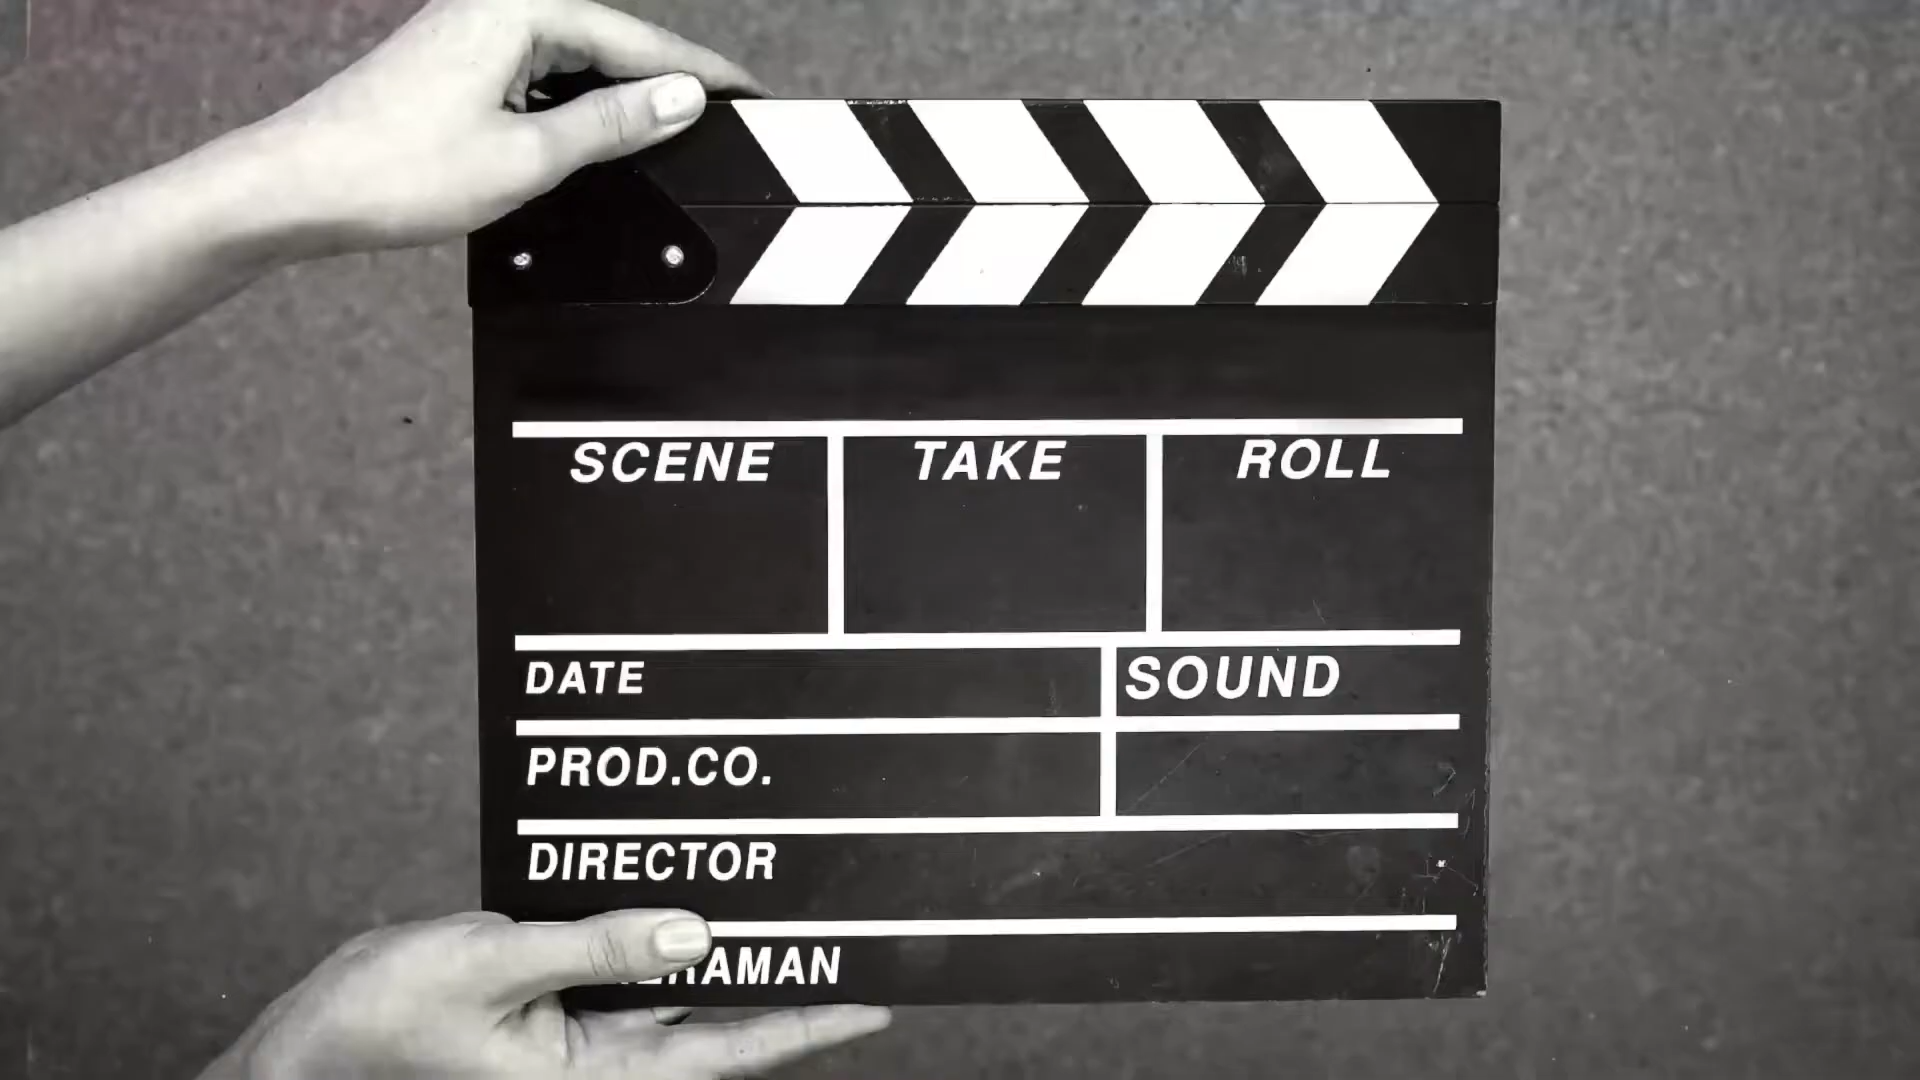 SCENE TAKE ROLL
DATE SOUND
PROD.CO.
DIRECTOR